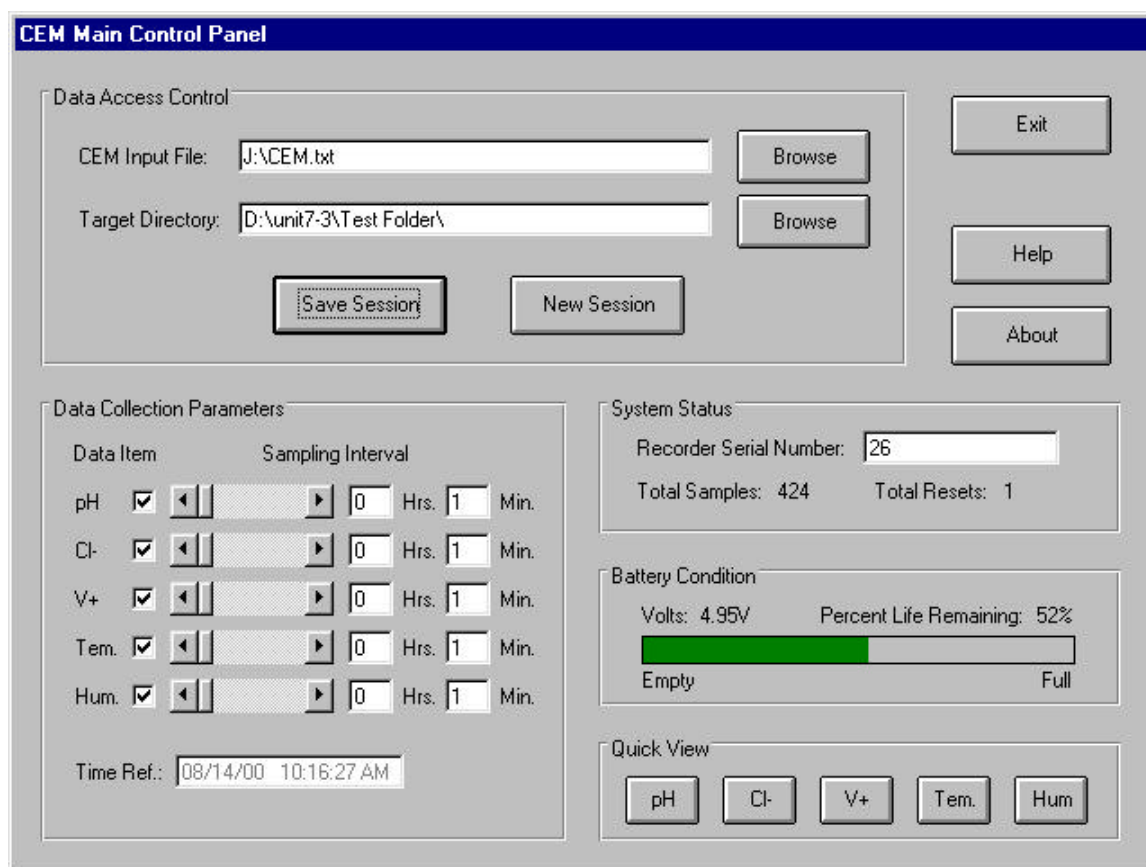 CEM Main Control Panel
Data Access Control
CEM Input File: J:\CEM.txt Browse
Target Directory: D:\unit7-3\Test Folder\ Browse
Save Session New Session
Exit
Help
About
Data Collection Parameters
Data Item Sampling Interval
pH 0 Hrs. 1 Min.
Cl- 0 Hrs. 1 Min.
V+ 0 Hrs. 1 Min.
Tem. 0 Hrs. 1 Min.
Hum. 0 Hrs. 1 Min.
Time Ref.: 08/14/00 10:16:27 AM
System Status
Recorder Serial Number: 26
Total Samples: 424 Total Resets: 1
Battery Condition
Volts: 4.95V Percent Life Remaining: 52%
Empty Full
Quick View
pH Cl- V+ Tem. Hum